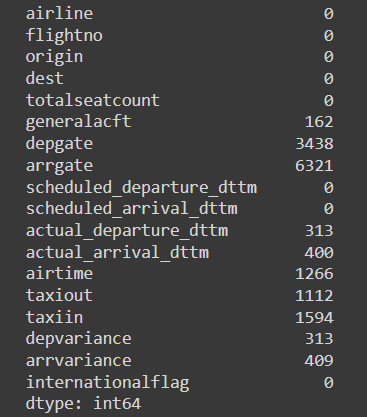 airline 0
flightno 0
origin 0
dest 0
totalseatcount 0
generalacft 162
depgate 3438
arrgate 6321
scheduled_departure_dttm 0
scheduled_arrival_dttm 0
actual_departure_dttm 313
actual_arrival_dttm 400
airtime 1266
taxiout 1112
taxiin 1594
depvariance 313
arrvariance 409
internationalflag 0
dtype: int64